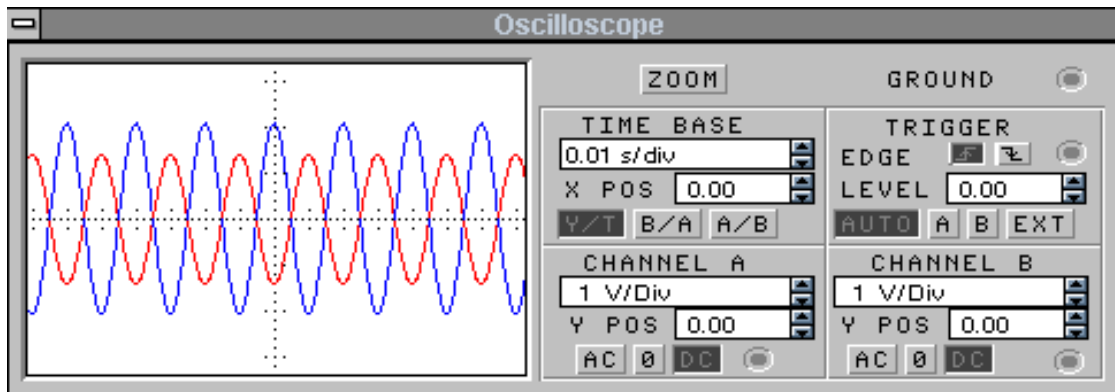 Oscilloscope
ZOOM GROUND
TIME BASE
0.01 s/div
X POS 0.00
Y/T B/A A/B
TRIGGER
EDGE
LEVEL 0.00
AUTO A B EXT
CHANNEL A
1 V/Div
Y POS 0.00
AC 0 DC
CHANNEL B
1 V/Div
Y POS 0.00
AC 0 DC